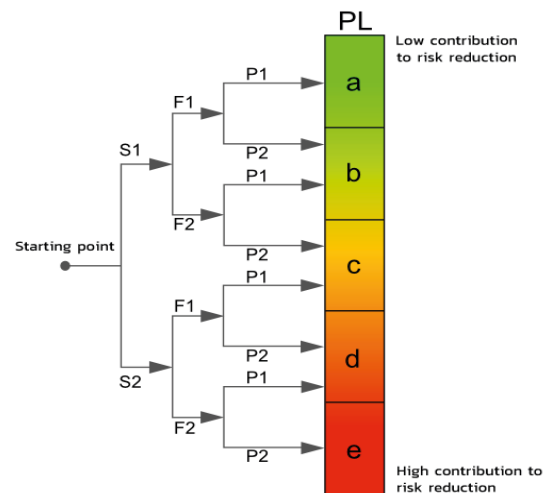 PL
Low contribution
to risk reduction
P1
a
F1
P2
S1
P1
b
F2
P2
Starting point
c
P1
F1
P2
d
S2
P1
F2
P2
e
High contribution to
risk reduction